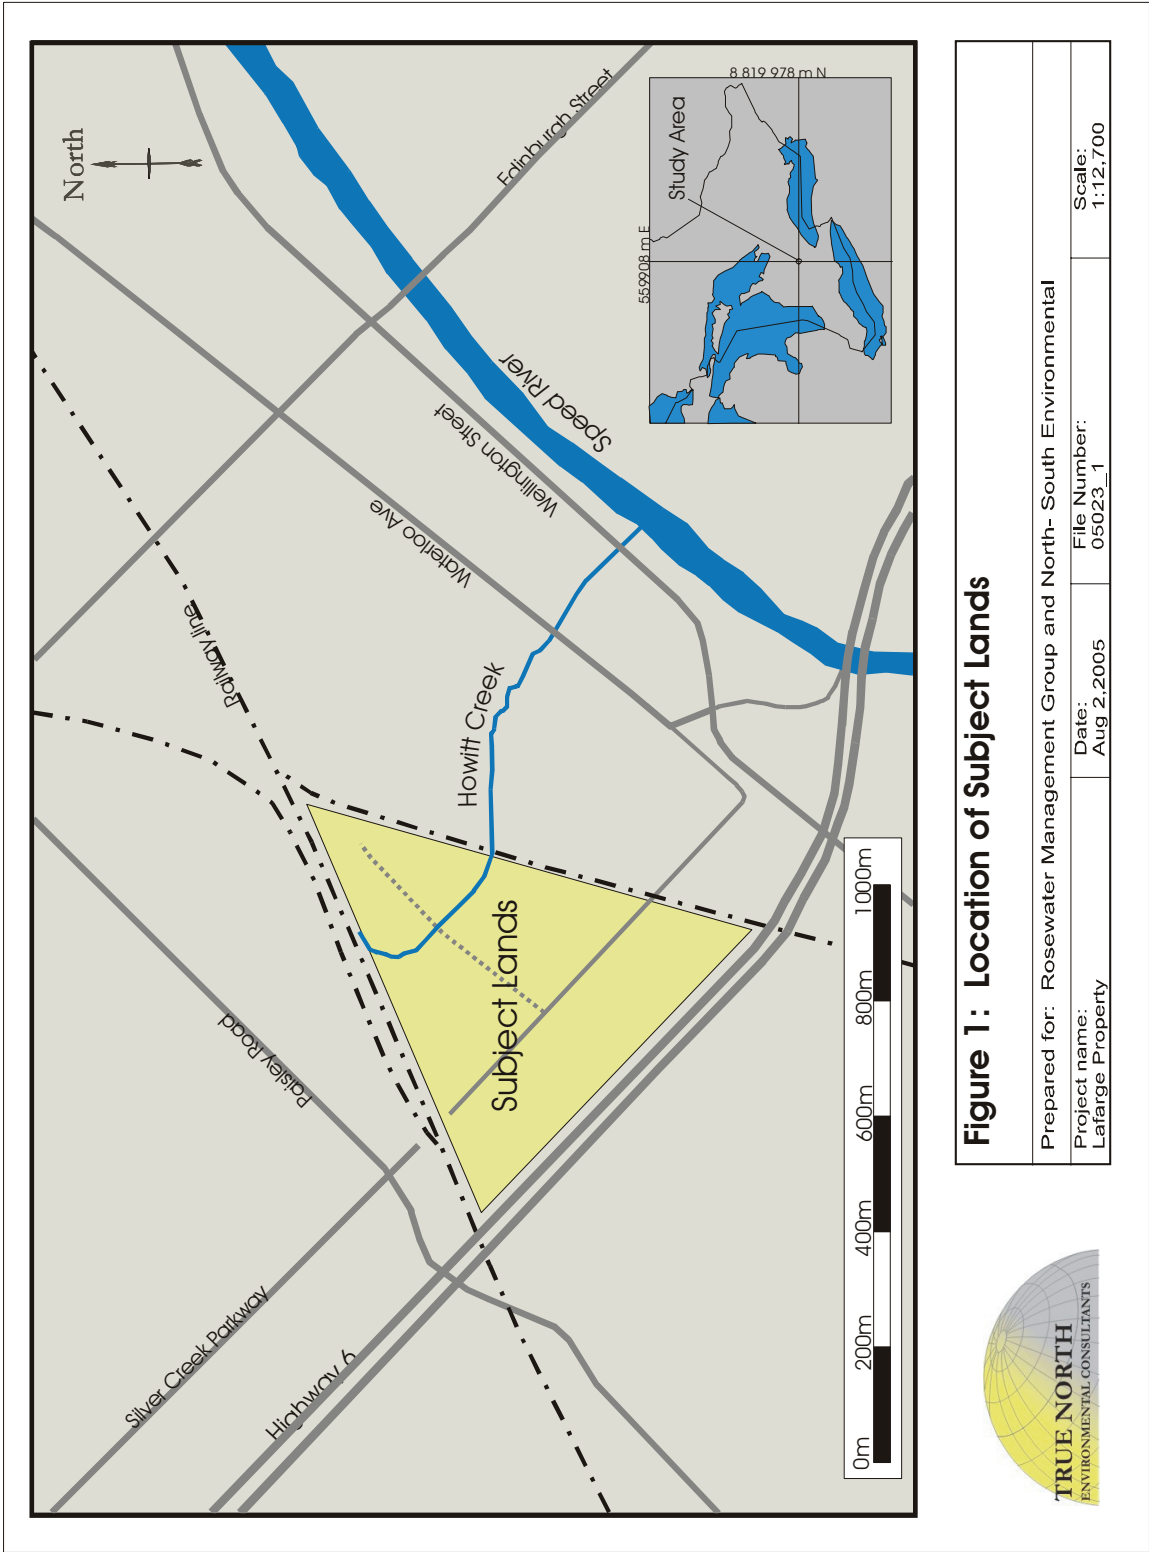 North
Edinburgh Street
Speed River
Wellington Street
Waterloo Ave
Railway line
Howitt Creek
Subject Lands
Paisley Road
Silver Creek Parkway
Highway 6
Study Area
559908 m E
8 819 978 m N
0m 200m 400m 600m 800m 1000m
TRUE NORTH
ENVIRONMENTAL CONSULTANTS
Figure 1: Location of Subject Lands
Prepared for: Rosewater Management Group and North- South Environmental
Project name:
Lafarge Property
Date:
Aug 2,2005
File Number:
05023_1
Scale:
1:12,700